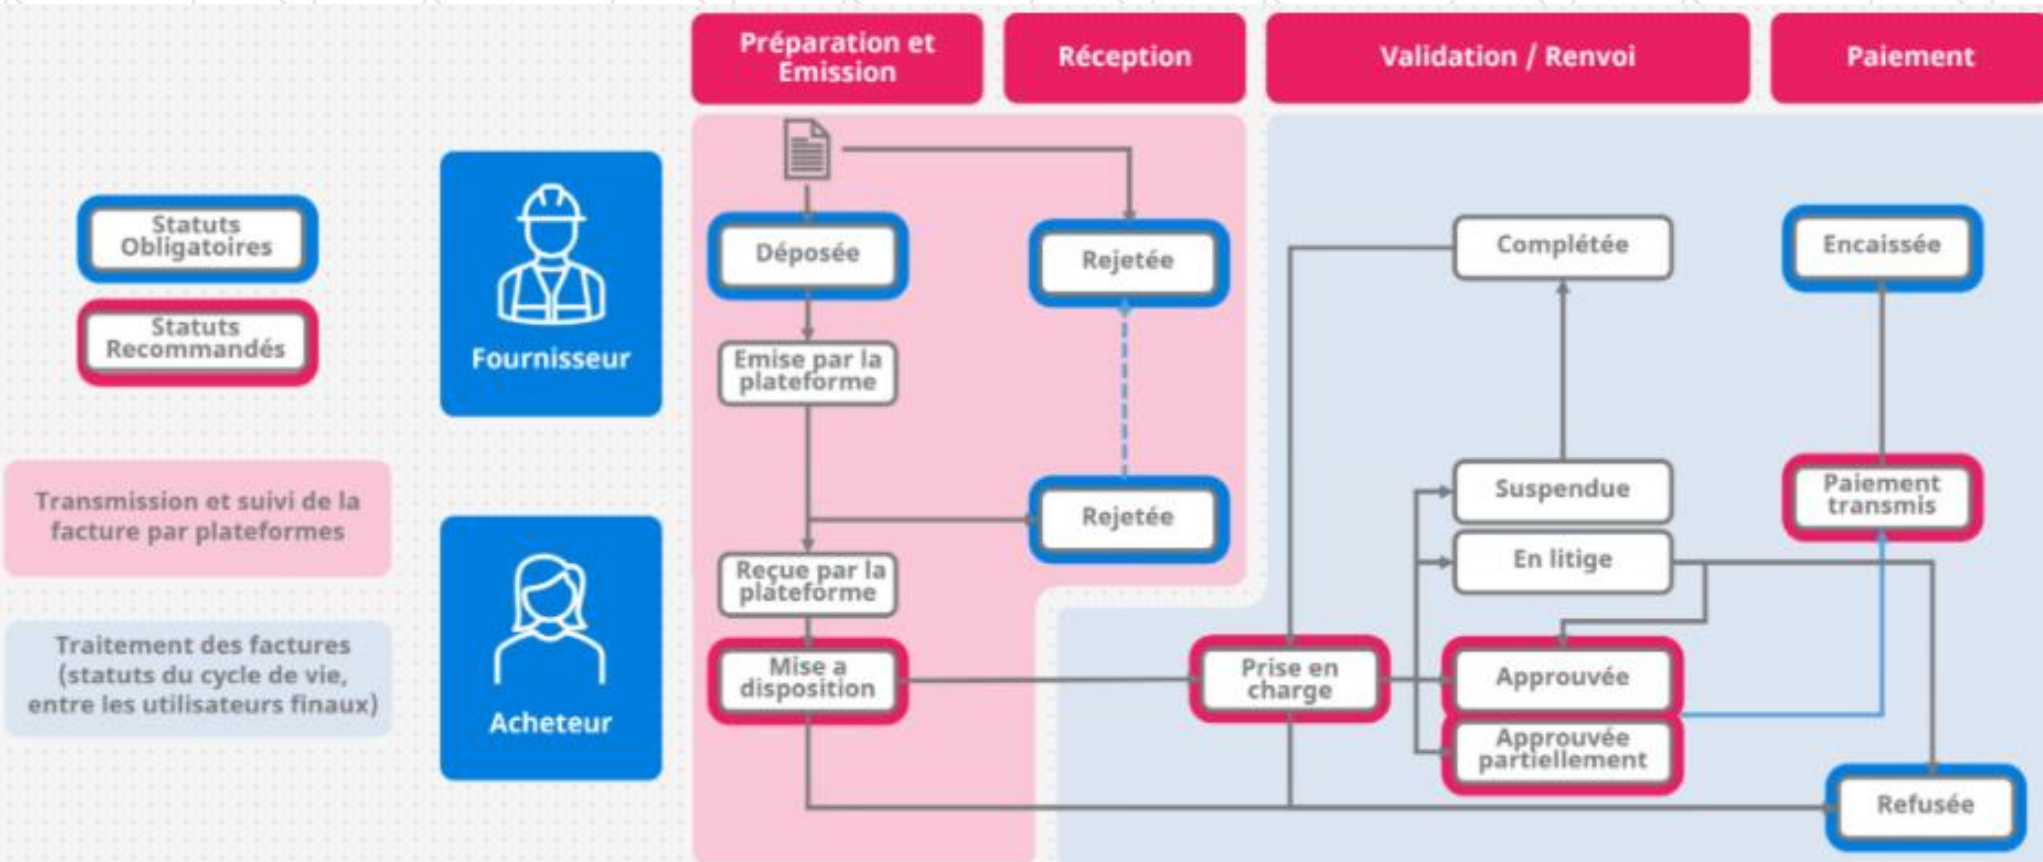 Préparation et
Emission
Réception
Validation / Renvoi
Paiement
Statuts
Obligatoires
Statuts
Recommandés
Transmission et suivi de la
facture par plateformes
Traitement des factures
(statuts du cycle de vie,
entre les utilisateurs finaux)
Fournisseur
Acheteur
Déposée
Rejetée
Emise par la
plateforme
Rejetée
Reçue par la
plateforme
Mise a
disposition
Prise en
charge
Complétée
Suspendue
En litige
Approuvée
Approuvée
partiellement
Encaissée
Paiement
transmis
Refusée